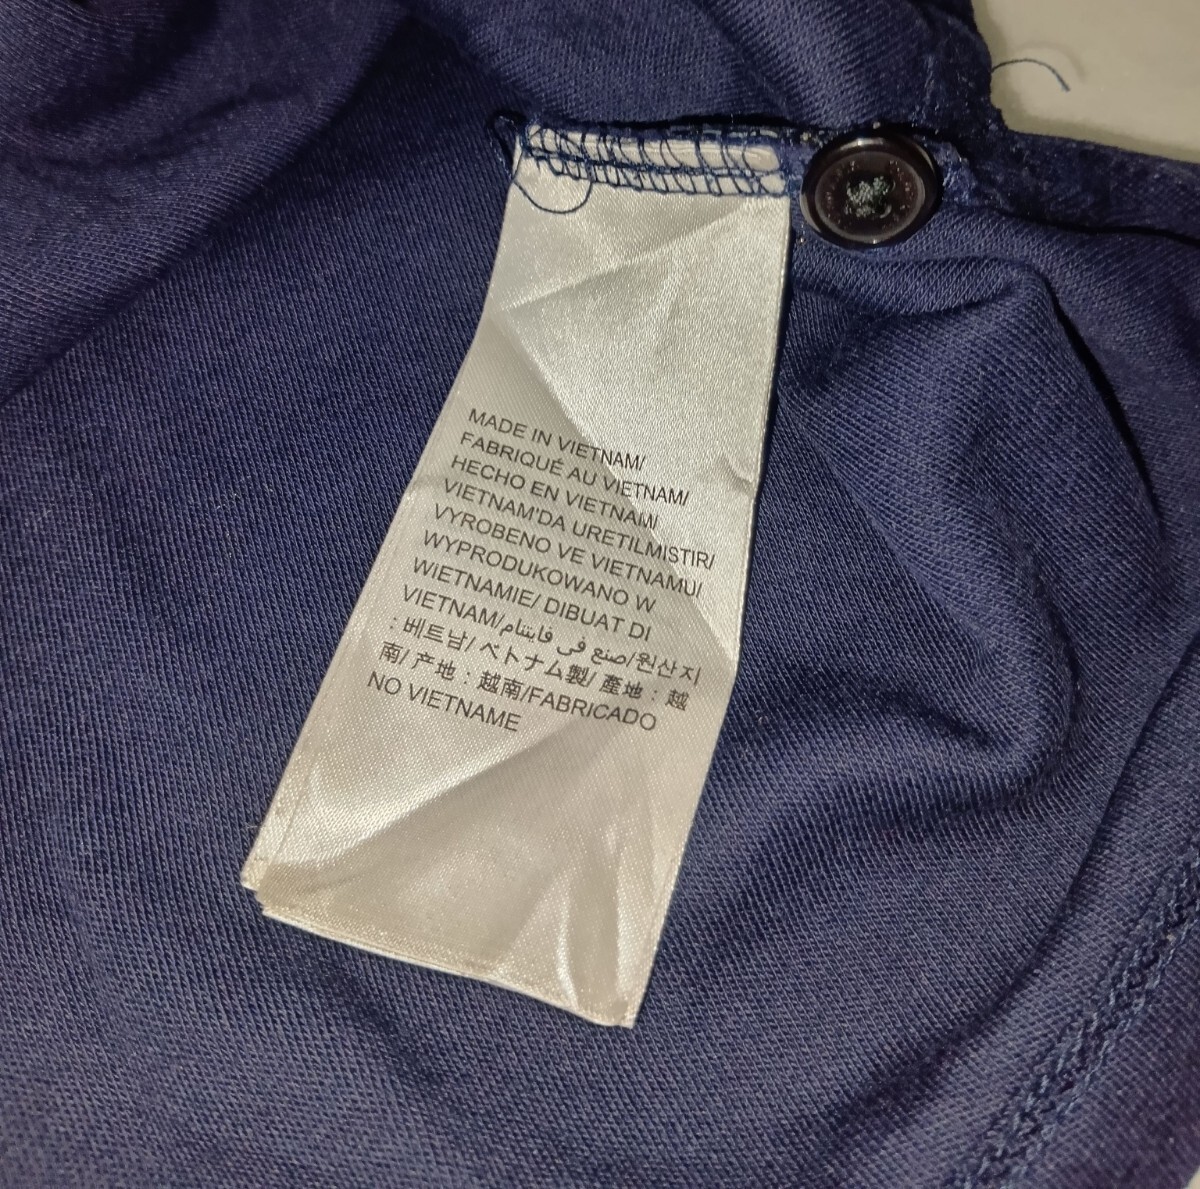 MADE IN VIETNAM/
FABRIQUÉ AU VIETNAM/
HECHO EN VIETNAM/
VIETNAM'DA URETILMISTIR/
VYROBENO VE VIETNAMU/
WYPRODUKOWANO W
WIETNAMIE/ DIBUAT DI
VIETNAM/صنع في فايتنام/원산지
: 베트남/ ベトナム製/ 產地 : 越
南/ 产地 : 越南/FABRICADO
NO VIETNAME